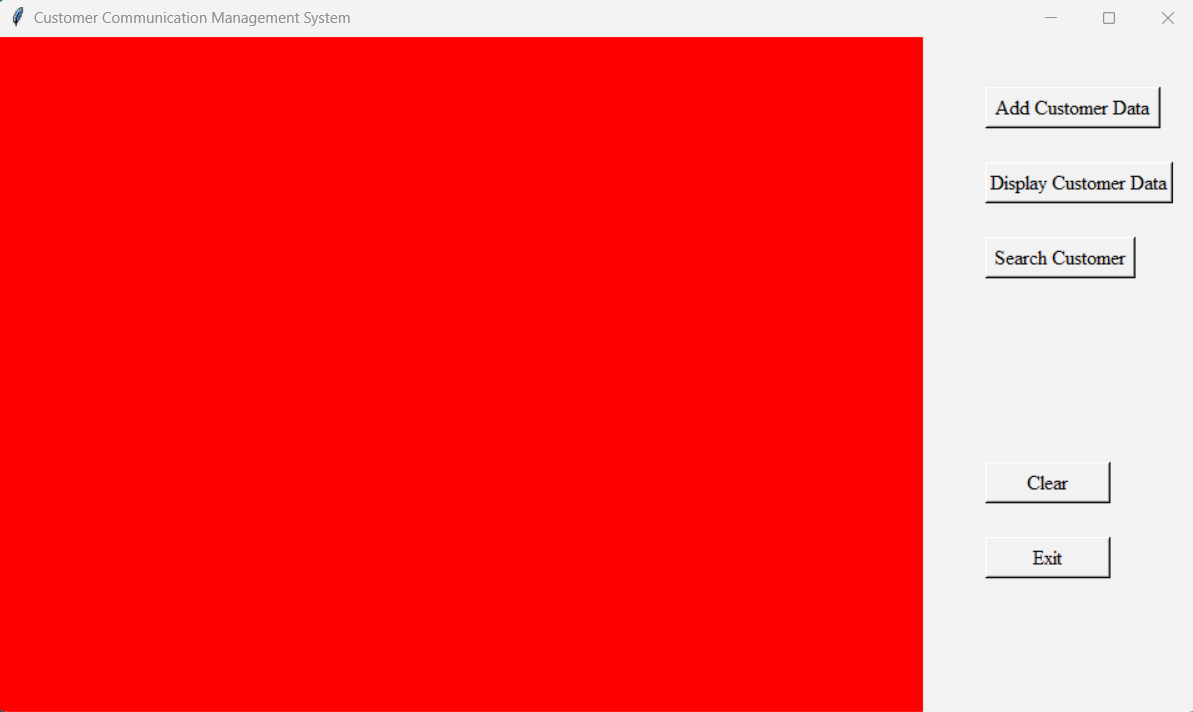 Customer Communication Management System
Add Customer Data
Display Customer Data
Search Customer
Clear
Exit